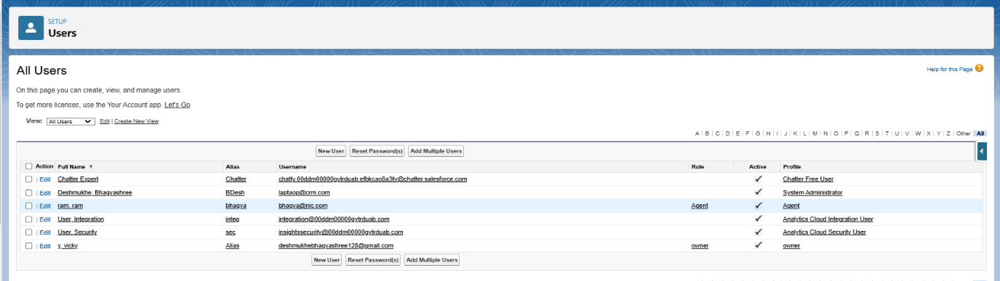 SETUP
Users
All Users
Help for this Page
On this page you can create, view, and manage users.
To get more licenses, use the Your Account app. Let's Go
View: All Users Edit | Create New View
A | B | C | D | E | F | G | H | I | J | K | L | M | N | O | P | Q | R | S | T | U | V | W | X | Y | Z | Other All
New User Reset Password(s) Add Multiple Users
Action Full Name ↑ Alias Username Role Active Profile
| Edit Chatter Expert Chatter chatty.00ddm00000gytrduab.efbkcao8a3tv@chatter.salesforce.com Chatter Free User
| Edit Deshmukhe, Bhagyashree BDesh laptaop@crm.com System Administrator
| Edit ram, ram bhagya bhagya@nic.com Agent Agent
| Edit User, Integration integ integration@00ddm00000gytrduab.com Analytics Cloud Integration User
| Edit User, Security sec insightssecurity@00ddm00000gytrduab.com Analytics Cloud Security User
| Edit y, vicky Alias deshmukhebhagyashree128@gmail.com owner owner
New User Reset Password(s) Add Multiple Users